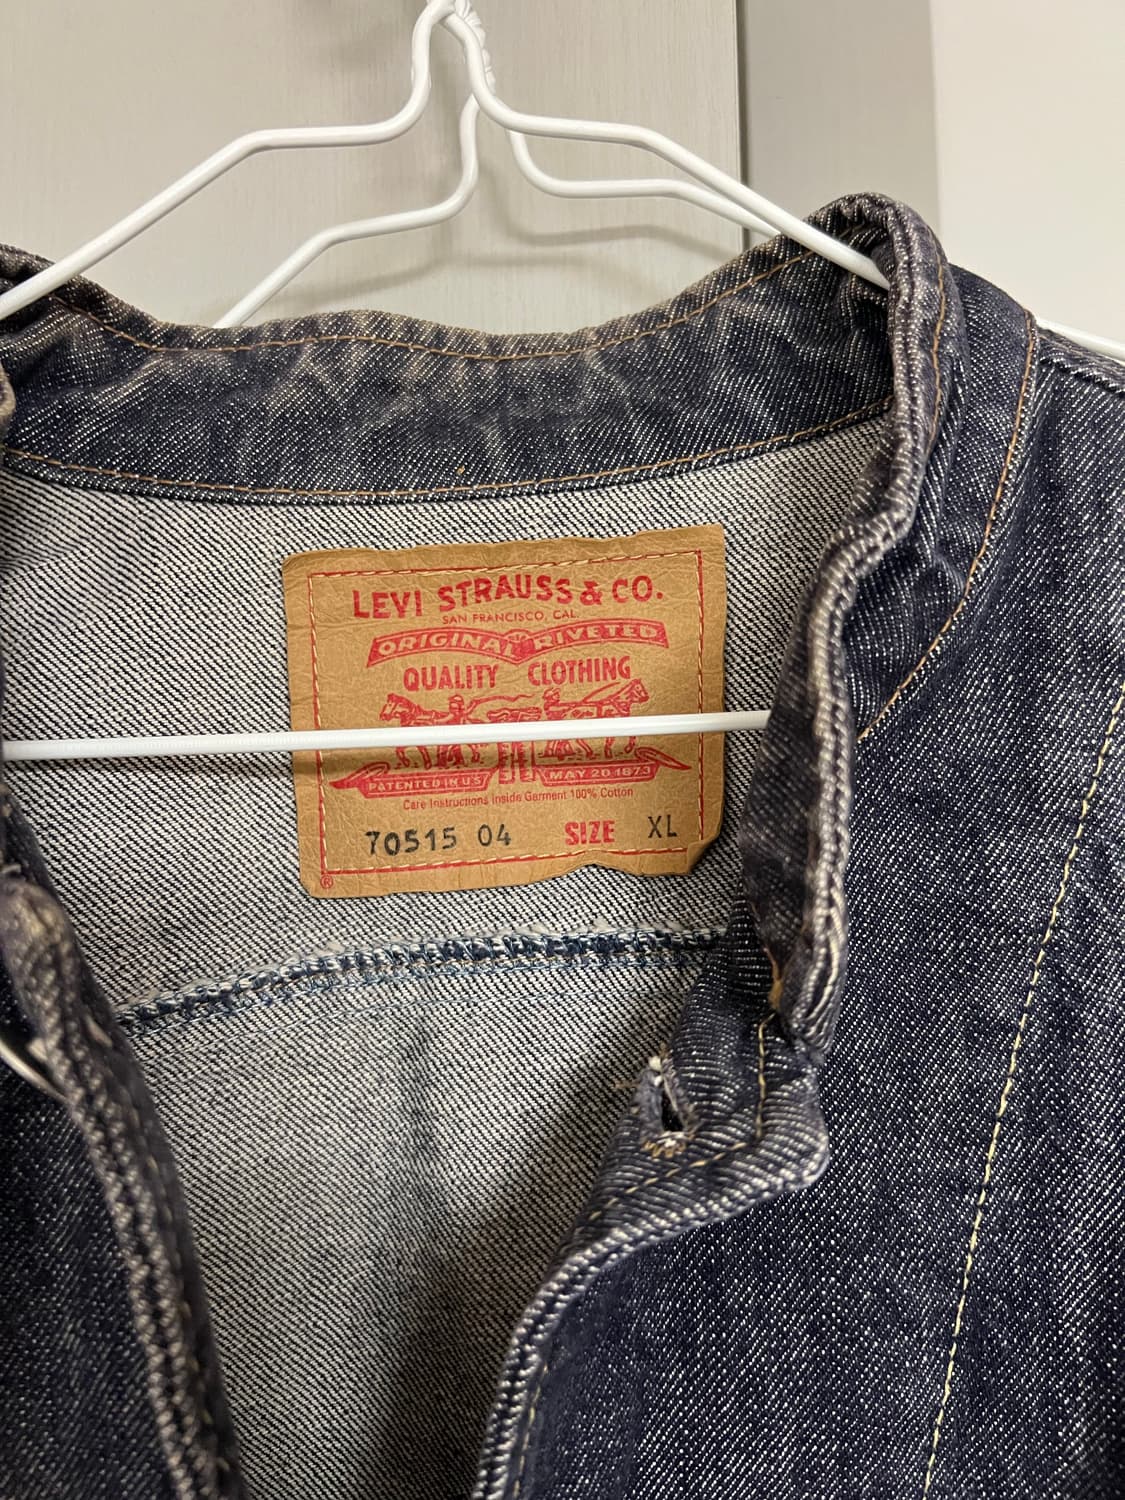 LEVI STRAUSS & CO.
SAN FRANCISCO, CAL.
ORIGINAL RIVETED
QUALITY CLOTHING
PATENTED IN U.S MAY 20 1873
Care Instructions Inside Garment 100% Cotton
70515 04 SIZE XL
®